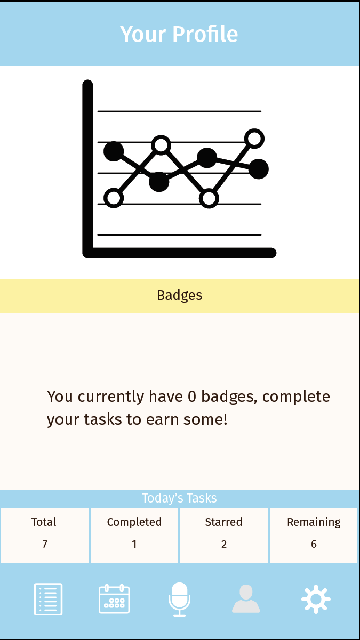 Your Profile
Badges
You currently have 0 badges, complete
your tasks to earn some!
Today's Tasks
Total Completed Starred Remaining
7 1 2 6